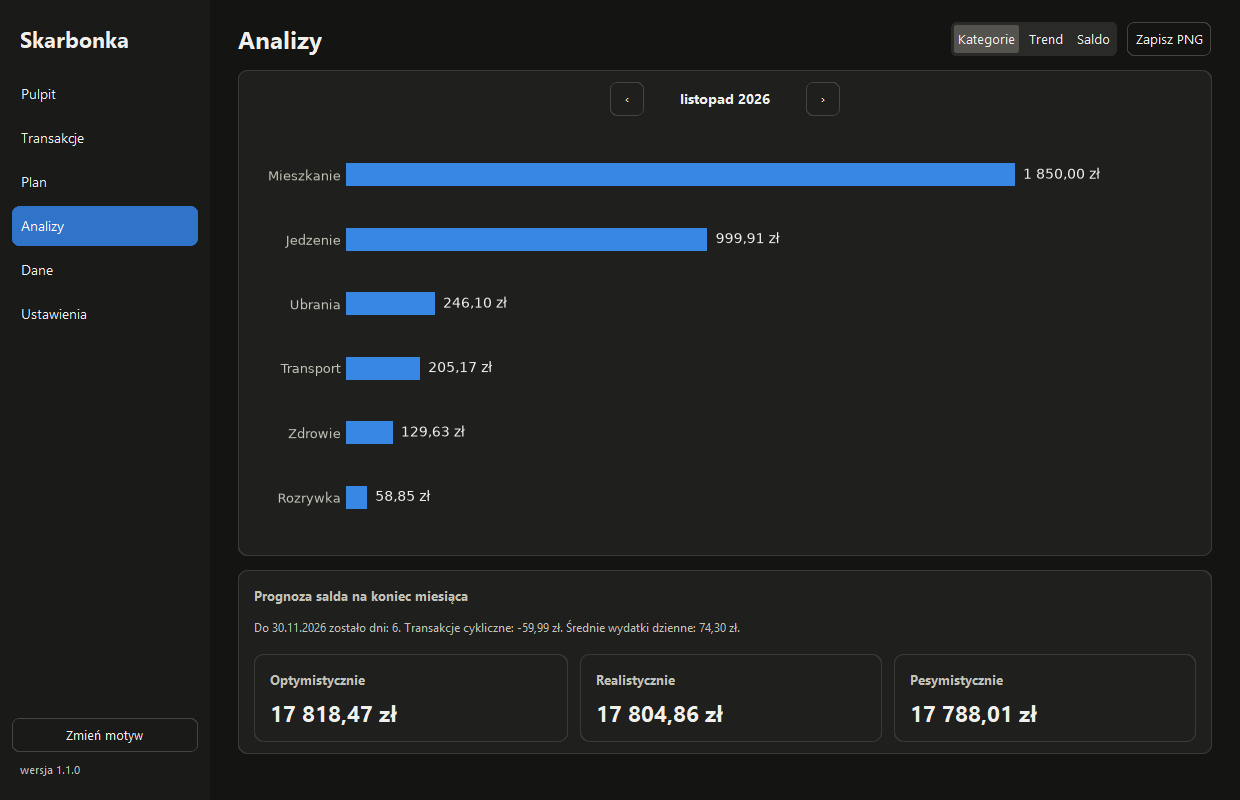 Skarbonka
Pulpit
Transakcje
Plan
Analizy
Dane
Ustawienia
Zmień motyw
wersja 1.1.0
Analizy
Kategorie Trend Saldo Zapisz PNG
‹ listopad 2026 ›
Mieszkanie 1 850,00 zł
Jedzenie 999,91 zł
Ubrania 246,10 zł
Transport 205,17 zł
Zdrowie 129,63 zł
Rozrywka 58,85 zł
Prognoza salda na koniec miesiąca
Do 30.11.2026 zostało dni: 6. Transakcje cykliczne: -59,99 zł. Średnie wydatki dzienne: 74,30 zł.
Optymistycznie
17 818,47 zł
Realistycznie
17 804,86 zł
Pesymistycznie
17 788,01 zł